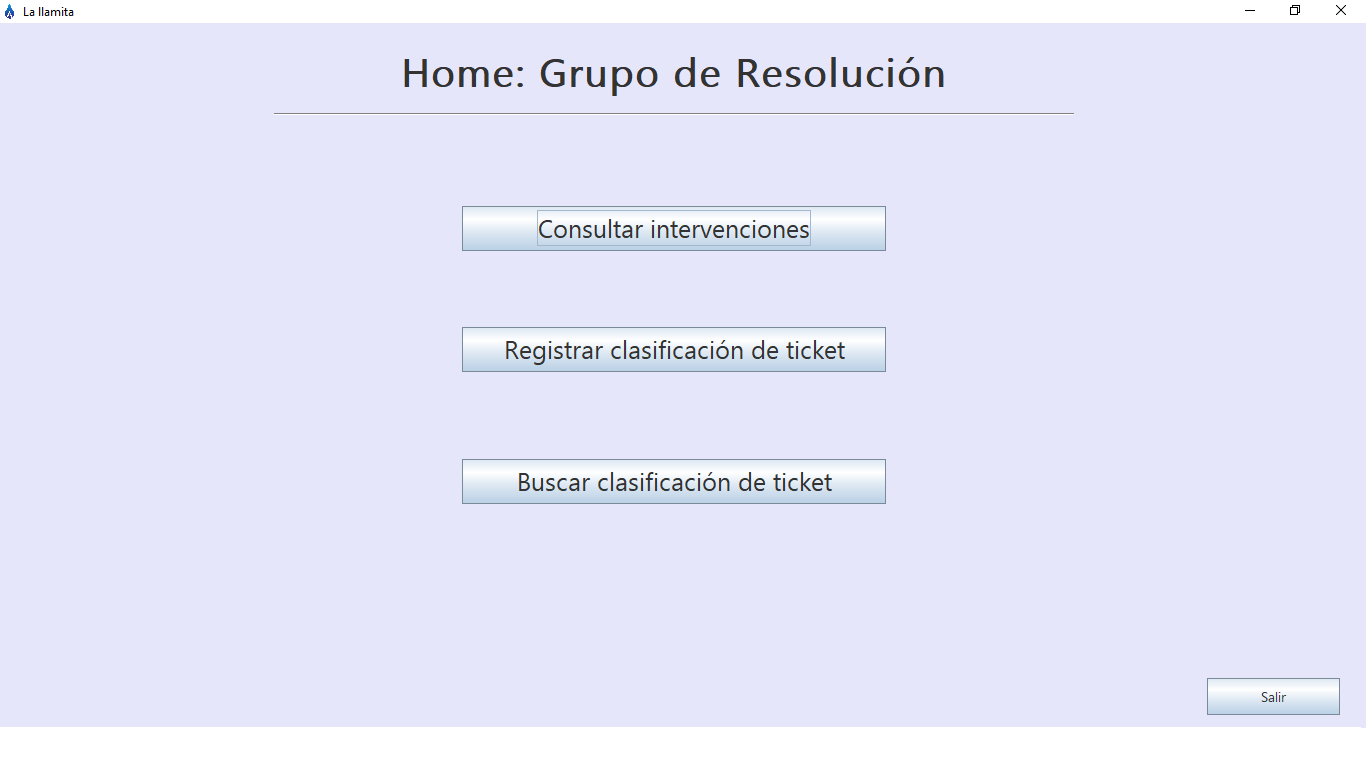 La llamita
Home: Grupo de Resolución
Consultar intervenciones
Registrar clasificación de ticket
Buscar clasificación de ticket
Salir